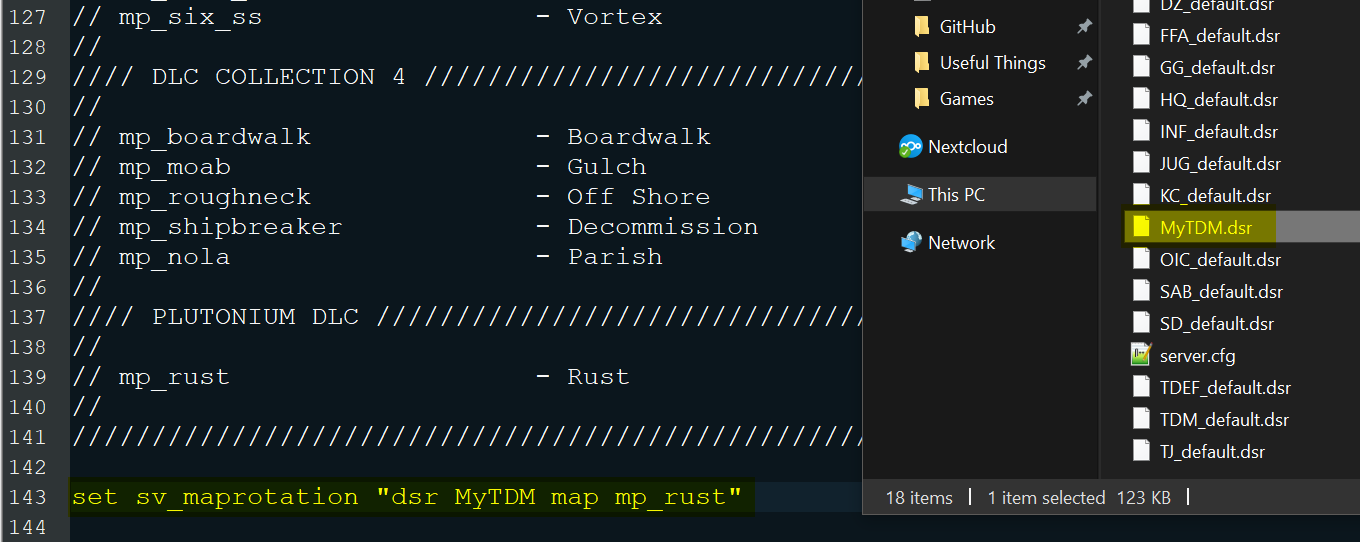 127 // mp_six_ss - Vortex
128 //
129 //// DLC COLLECTION 4 ////////////////////////////
130 //
131 // mp_boardwalk - Boardwalk
132 // mp_moab - Gulch
133 // mp_roughneck - Off Shore
134 // mp_shipbreaker - Decommission
135 // mp_nola - Parish
136 //
137 //// PLUTONIUM DLC ///////////////////////////////
138 //
139 // mp_rust - Rust
140 //
141 //////////////////////////////////////////////////
142
143 set sv_maprotation "dsr MyTDM map mp_rust"
144
GitHub
Useful Things
Games
Nextcloud
This PC
Network
DZ_default.dsr
FFA_default.dsr
GG_default.dsr
HQ_default.dsr
INF_default.dsr
JUG_default.dsr
KC_default.dsr
MyTDM.dsr
OIC_default.dsr
SAB_default.dsr
SD_default.dsr
server.cfg
TDEF_default.dsr
TDM_default.dsr
TJ_default.dsr
18 items | 1 item selected 123 KB |